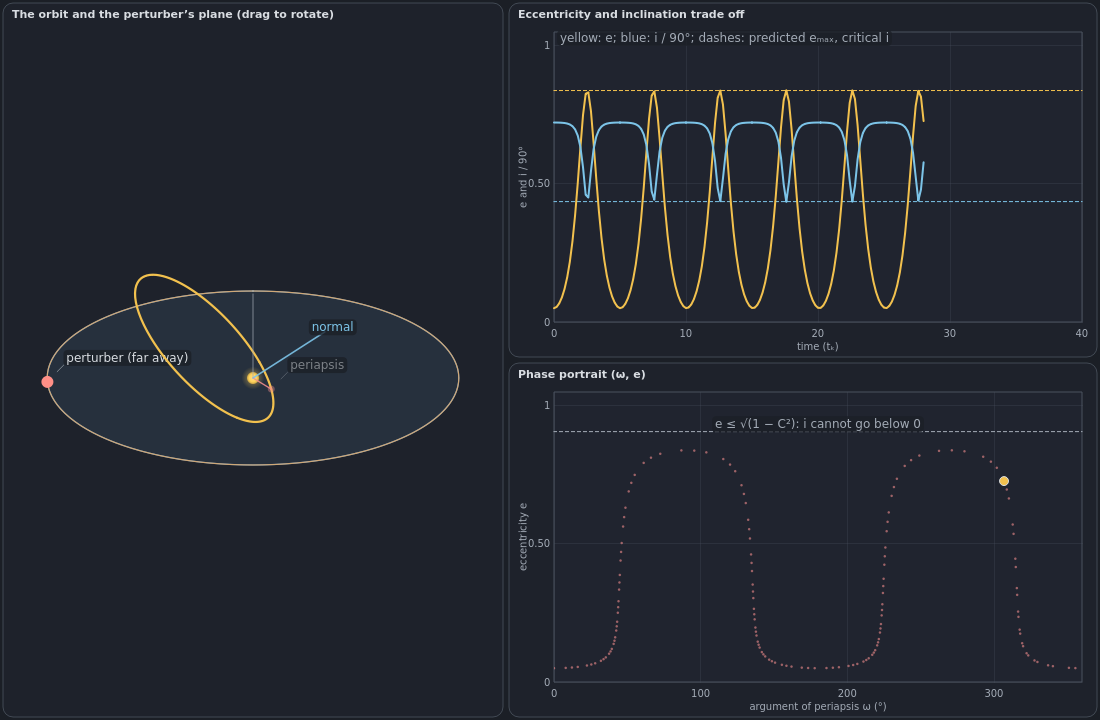 The orbit and the perturber’s plane (drag to rotate)
normal
perturber (far away)
periapsis
Eccentricity and inclination trade off
yellow: e; blue: i / 90°; dashes: predicted eₘₐₓ, critical i
1
0.50
0
e and i / 90°
0
10
20
30
40
time (tₖ)
Phase portrait (ω, e)
e ≤ √(1 − C²): i cannot go below 0
1
0.50
0
eccentricity e
0
100
200
300
argument of periapsis ω (°)